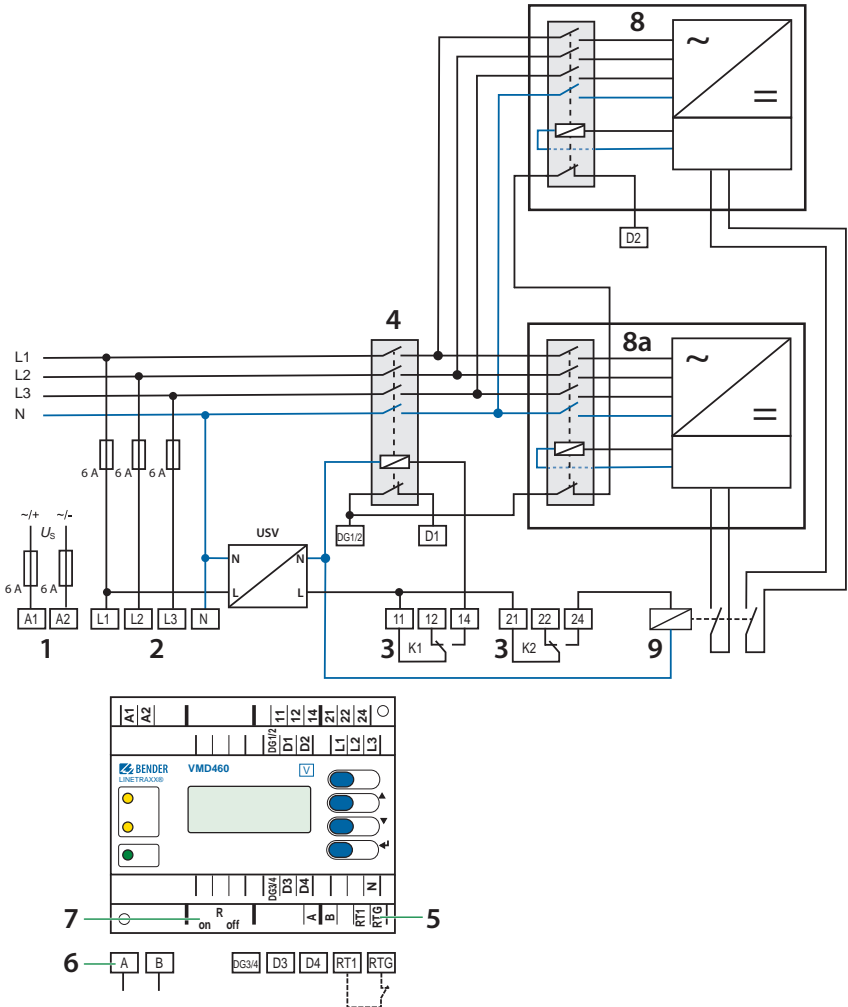 8
~
=
D2
4
8a
~
=
L1
L2
L3
N
6 A
6 A
6 A
~/+ ~/-
Us
6 A
6 A
USV
N N
L L
DG1/2
D1
A1 A2 L1 L2 L3 N
11 12 14 21 22 24
K1 K2
1 2 3 3 9
A1 A2 11 12 14 21 22 24
DG1/2 D1 D2 L1 L2 L3
BENDER VMD460 V
LINETRAXX®
DG3/4 D3 D4 N
R
on off
A B RT1 RTG
7 5
6 A B DG3/4 D3 D4 RT1 RTG